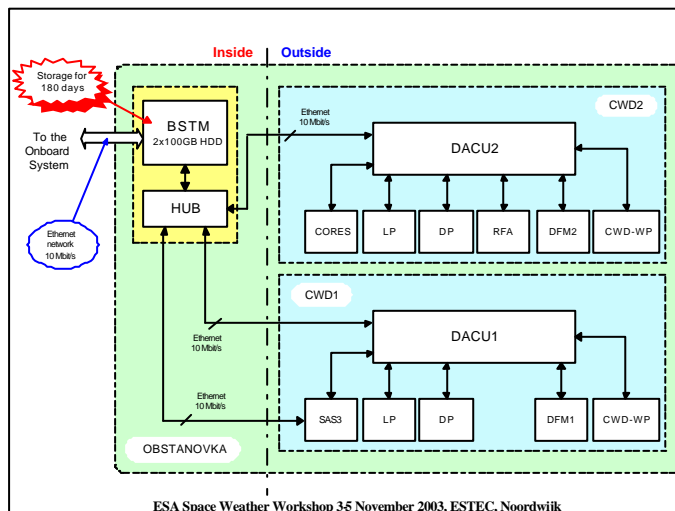 Inside
Outside
Storage for
180 days
To the
Onboard
System
Ethernet
network
10 Mbit/s
BSTM
2x100GB HDD
HUB
Ethernet
10 Mbit/s
CWD2
DACU2
CORES
LP
DP
RFA
DFM2
CWD-WP
CWD1
DACU1
Ethernet
10 Mbit/s
Ethernet
10 Mbit/s
SAS3
LP
DP
DFM1
CWD-WP
OBSTANOVKA
ESA Space Weather Workshop 3-5 November 2003, ESTEC, Noordwijk